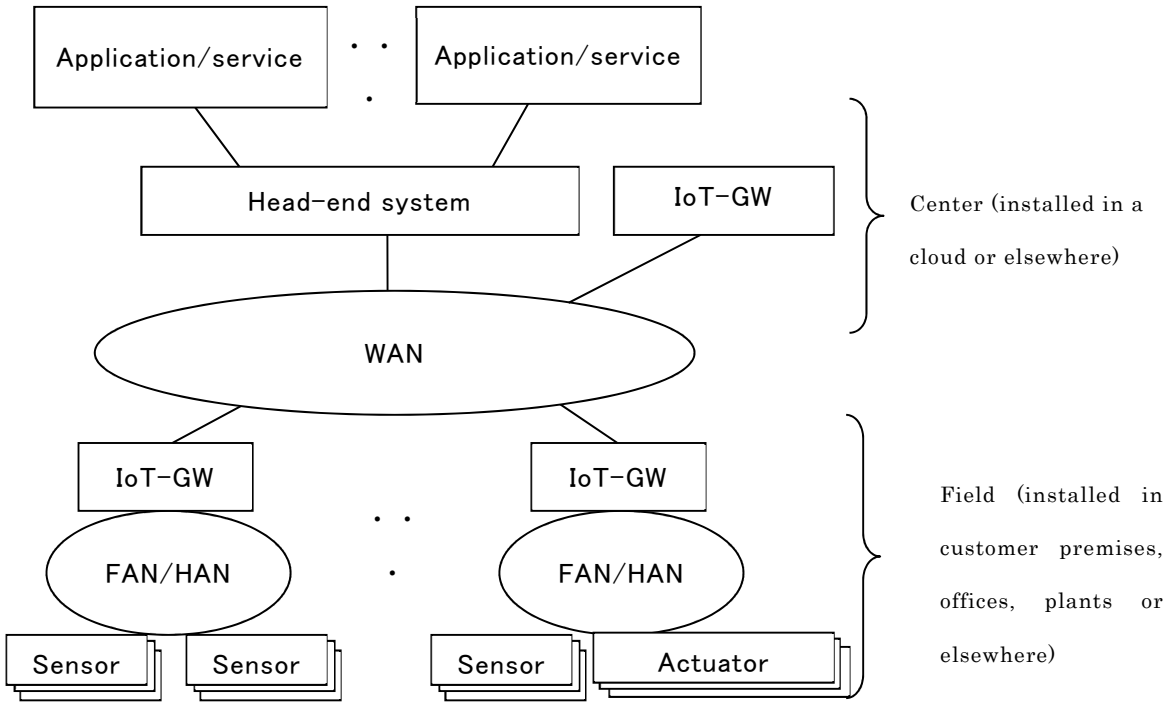 Application/service
Application/service
Head-end system
IoT-GW
Center (installed in a
cloud or elsewhere)
WAN
IoT-GW
IoT-GW
Field (installed in
customer premises,
offices, plants or
elsewhere)
FAN/HAN
FAN/HAN
Sensor
Sensor
Sensor
Actuator